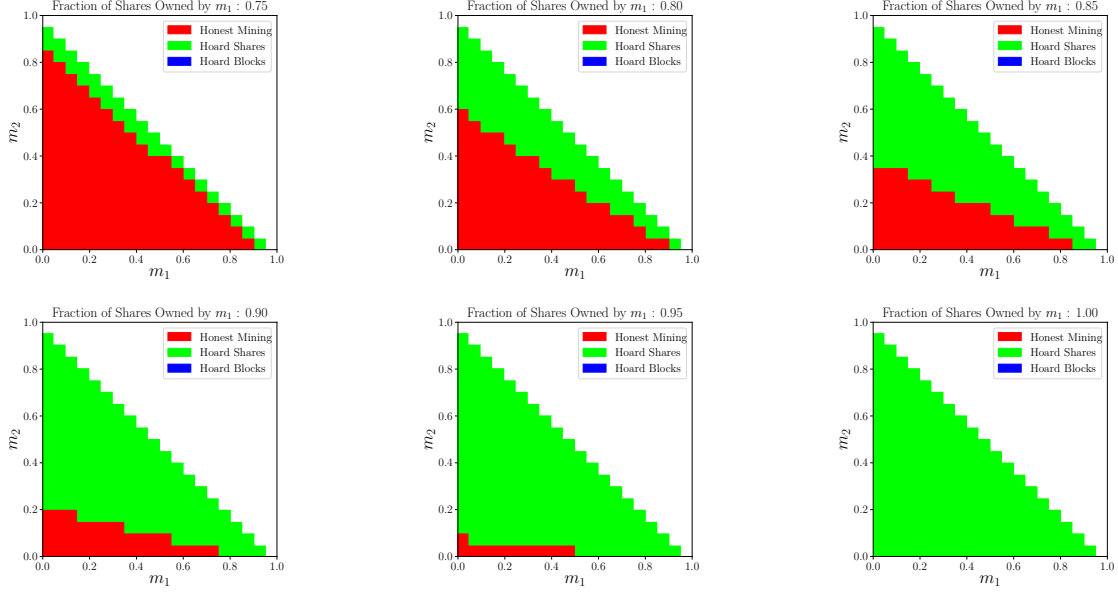 Fraction of Shares Owned by m₁ : 0.75
1.0
0.8
0.6
0.4
0.2
0.0
m₂
Honest Mining
Hoard Shares
Hoard Blocks
0.0 0.2 0.4 0.6 0.8 1.0
m₁
Fraction of Shares Owned by m₁ : 0.80
1.0
0.8
0.6
0.4
0.2
0.0
m₂
Honest Mining
Hoard Shares
Hoard Blocks
0.0 0.2 0.4 0.6 0.8 1.0
m₁
Fraction of Shares Owned by m₁ : 0.85
1.0
0.8
0.6
0.4
0.2
0.0
m₂
Honest Mining
Hoard Shares
Hoard Blocks
0.0 0.2 0.4 0.6 0.8 1.0
m₁
Fraction of Shares Owned by m₁ : 0.90
1.0
0.8
0.6
0.4
0.2
0.0
m₂
Honest Mining
Hoard Shares
Hoard Blocks
0.0 0.2 0.4 0.6 0.8 1.0
m₁
Fraction of Shares Owned by m₁ : 0.95
1.0
0.8
0.6
0.4
0.2
0.0
m₂
Honest Mining
Hoard Shares
Hoard Blocks
0.0 0.2 0.4 0.6 0.8 1.0
m₁
Fraction of Shares Owned by m₁ : 1.00
1.0
0.8
0.6
0.4
0.2
0.0
m₂
Honest Mining
Hoard Shares
Hoard Blocks
0.0 0.2 0.4 0.6 0.8 1.0
m₁